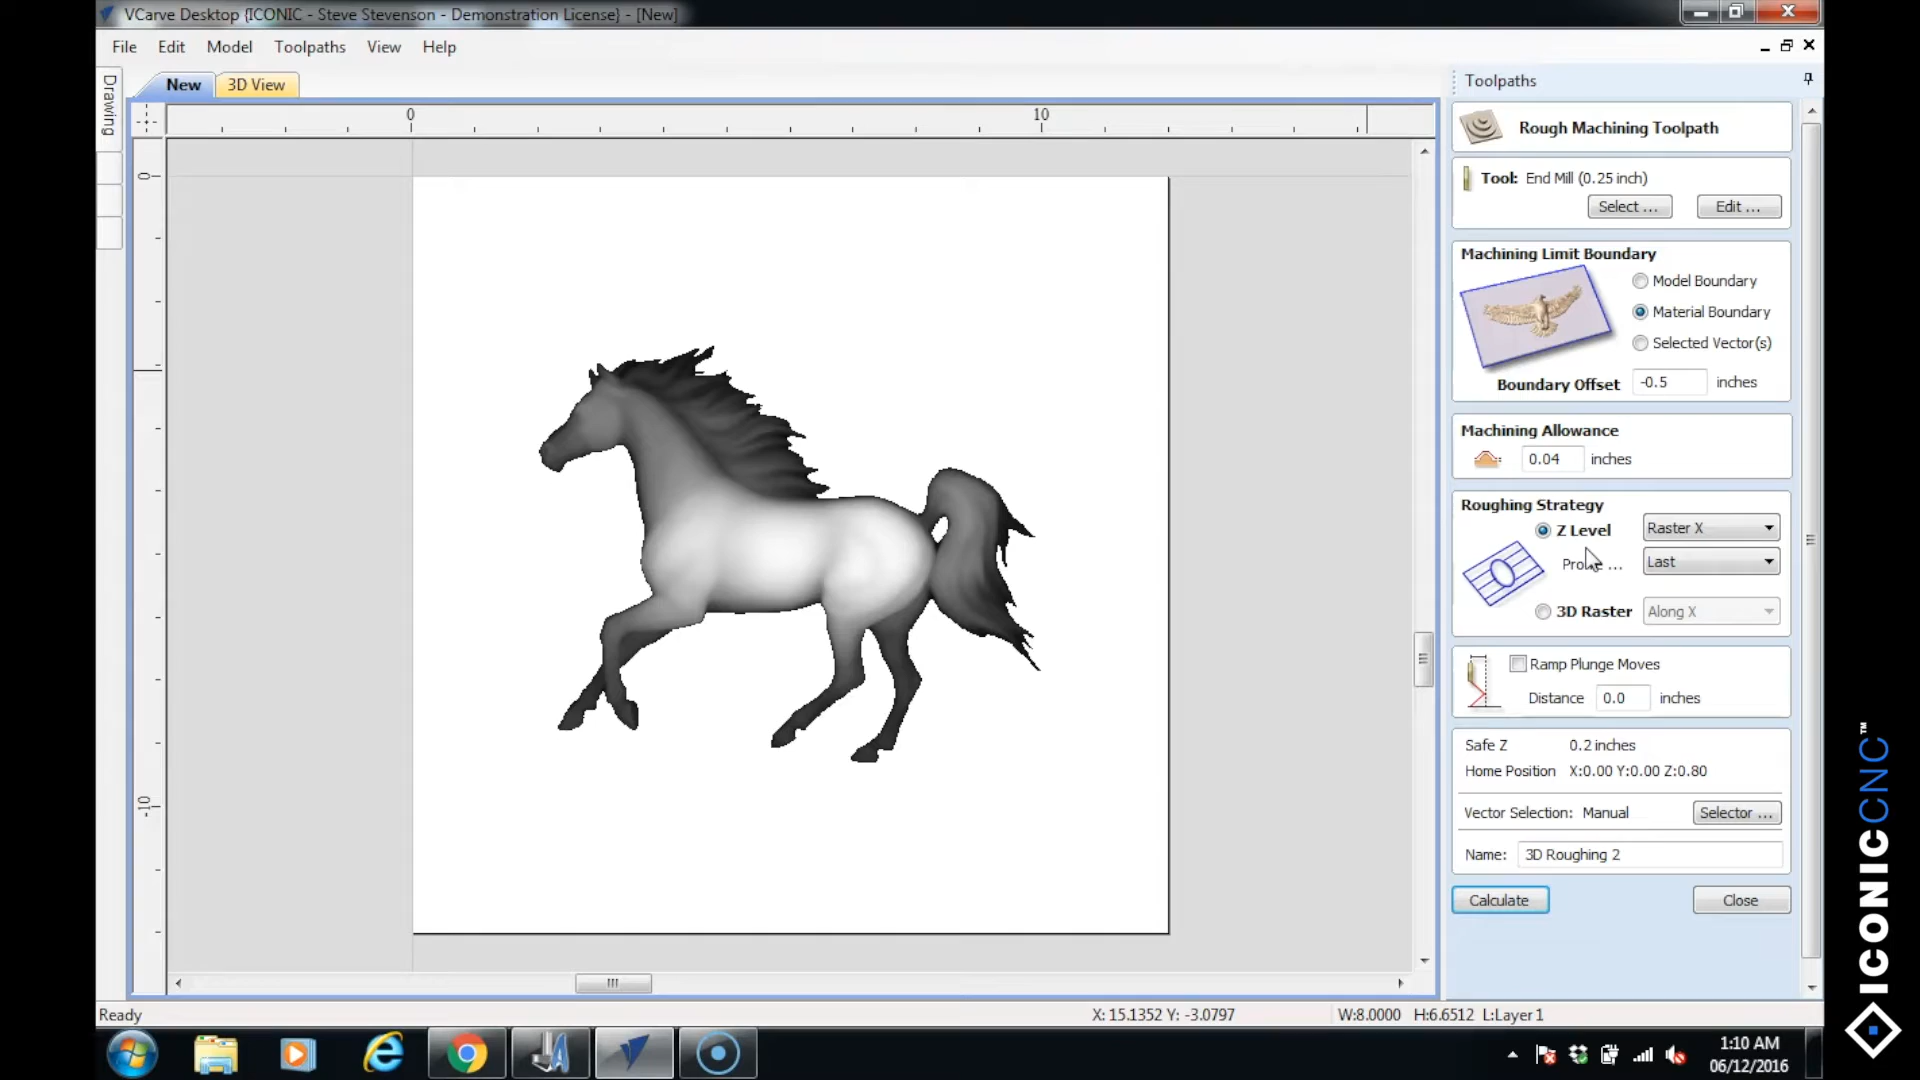 VCarve Desktop {ICONIC - Steve Stevenson - Demonstration License} - [New]
File Edit Model Toolpaths View Help
Drawing
New 3D View
0 10
0
-10
Toolpaths
Rough Machining Toolpath
Tool: End Mill (0.25 inch)
Select ... Edit ...
Machining Limit Boundary
Model Boundary
Material Boundary
Selected Vector(s)
Boundary Offset -0.5 inches
Machining Allowance
0.04 inches
Roughing Strategy
Z Level Raster X
... Last
3D Raster Along X
Ramp Plunge Moves
Distance 0.0 inches
Safe Z 0.2 inches
Home Position X:0.00 Y:0.00 Z:0.80
Vector Selection: Manual Selector ...
Name: 3D Roughing 2
Calculate Close
Ready X: 15.1352 Y: -3.0797 W:8.0000 H:6.6512 L:Layer 1
1:10 AM
06/12/2016
ICONICCNC™